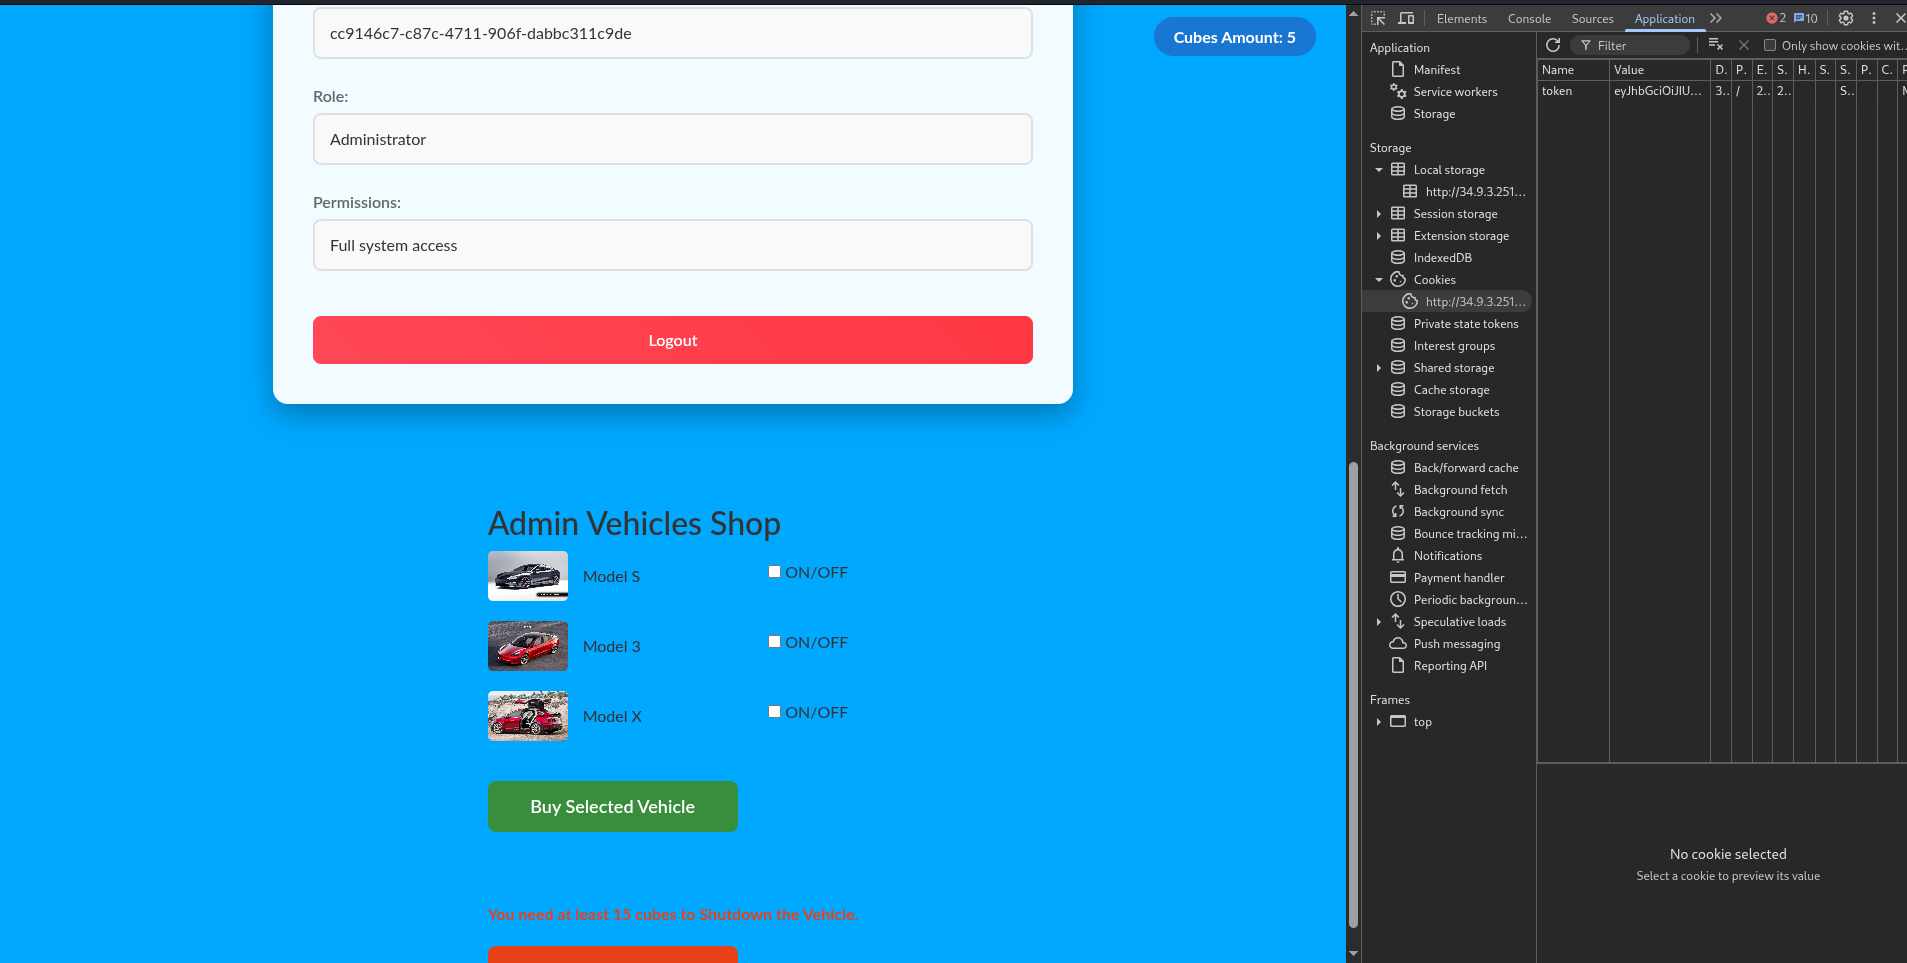 cc9146c7-c87c-4711-906f-dabbc311c9de
Cubes Amount: 5
Role:
Administrator
Permissions:
Full system access
Logout
Admin Vehicles Shop
Model S
ON/OFF
Model 3
ON/OFF
Model X
ON/OFF
Buy Selected Vehicle
You need at least 15 cubes to Shutdown the Vehicle.
Elements
Console
Sources
Application
2
10
Application
Manifest
Service workers
Storage
Storage
Local storage
http://34.9.3.251...
Session storage
Extension storage
IndexedDB
Cookies
http://34.9.3.251...
Private state tokens
Interest groups
Shared storage
Cache storage
Storage buckets
Background services
Back/forward cache
Background fetch
Background sync
Bounce tracking mi...
Notifications
Payment handler
Periodic backgroun...
Speculative loads
Push messaging
Reporting API
Frames
top
Filter
Only show cookies wit...
Name Value D. P. E. S. H. S. S. P. C.
token eyJhbGciOiJIU... 3.. / 2.. 2.. S..
No cookie selected
Select a cookie to preview its value